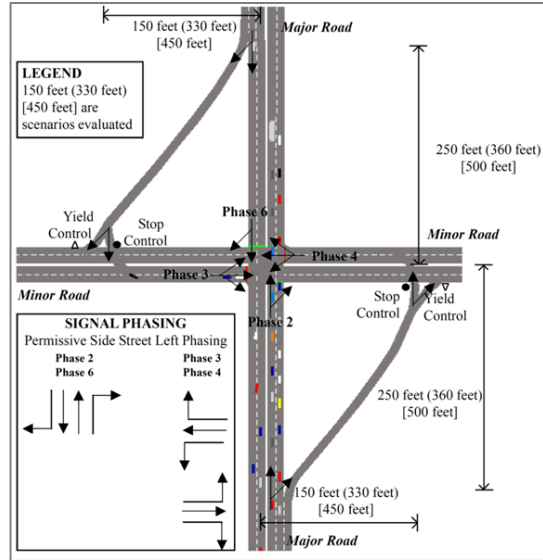 150 feet (330 feet)
[450 feet]
Major Road
LEGEND
150 feet (330 feet)
[450 feet] are
scenarios evaluated
250 feet (360 feet)
[500 feet]
Yield
Control
Stop
Control
Phase 6
Phase 4
Phase 3
Minor Road
Minor Road
Stop
Control
Yield
Control
Phase 2
SIGNAL PHASING
Permissive Side Street Left Phasing
Phase 2
Phase 6
Phase 3
Phase 4
250 feet (360 feet)
[500 feet]
150 feet (330 feet)
[450 feet]
Major Road